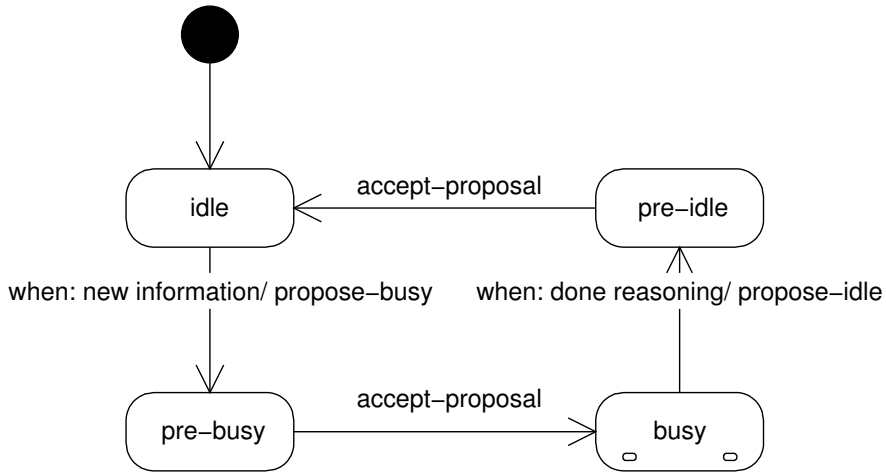 accept−proposal
idle
pre−idle
when: new information/ propose−busy
when: done reasoning/ propose−idle
accept−proposal
pre−busy
busy